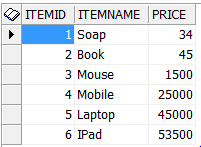 ITEMID ITEMNAME PRICE
1 Soap 34
2 Book 45
3 Mouse 1500
4 Mobile 25000
5 Laptop 45000
6 IPad 53500